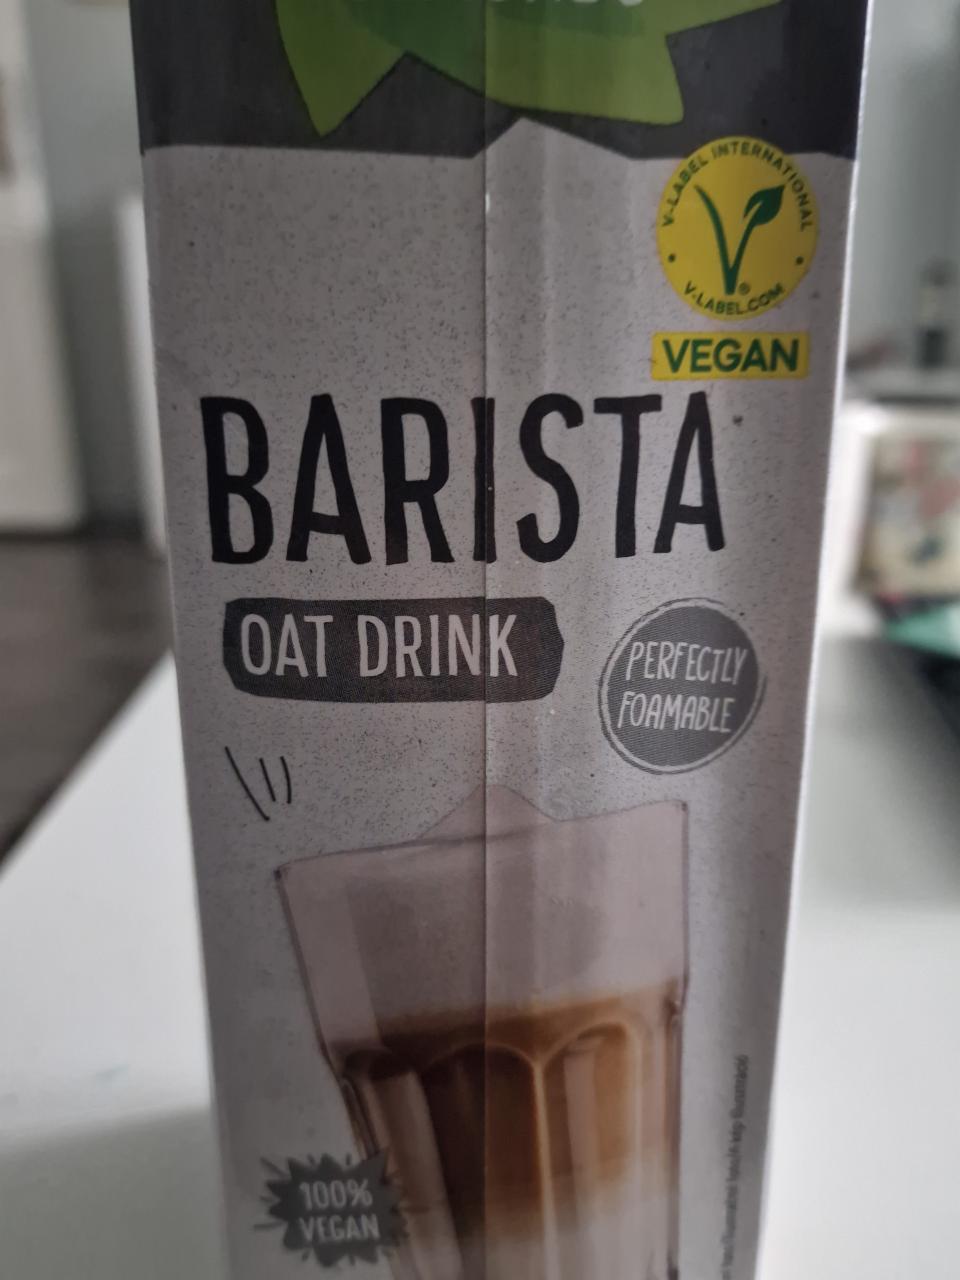 V-LABEL INTERNATIONAL
V-LABEL.COM
VEGAN
BARISTA
OAT DRINK
PERFECTLY
FOAMABLE
100%
VEGAN